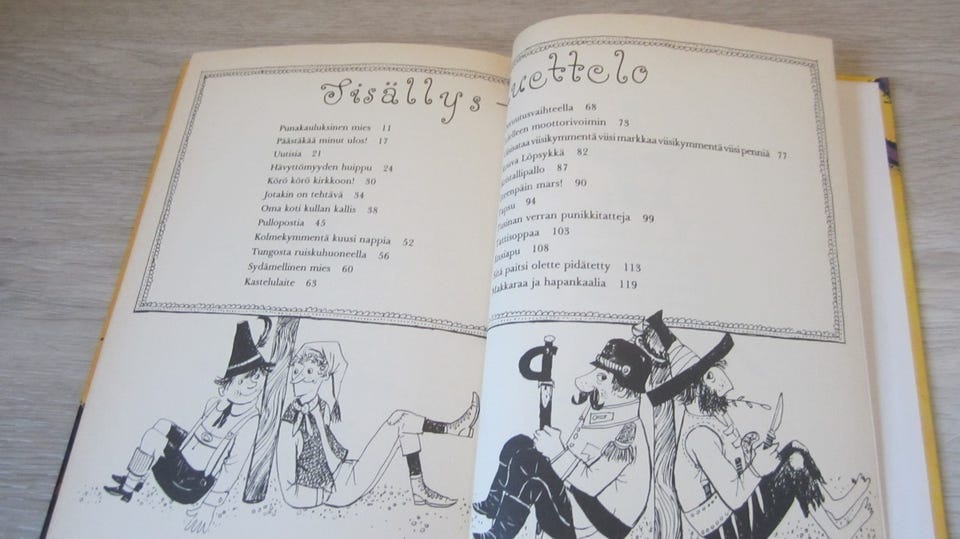 Sisällys-
uettelo
Punakauluksinen mies 11
Päästäkää minut ulos! 17
Uutisia 21
Hävyttömyyden huippu 24
Körö körö kirkkoon! 30
Jotakin on tehtävä 34
Oma koti kullan kallis 38
Pullopostia 45
Kolmekymmentä kuusi nappia 52
Tungosta ruiskuhuoneella 56
Sydämellinen mies 60
Kastelulaite 63
68
moottorivoimin 73
viisi markkaa viisikymmentä viisi penniä 77
Löpsykkä 82
87
mars! 90
94
verran punikkitatteja 99
103
108
paitsi olette pidätetty 113
Makkaraa ja hapankaalia 119